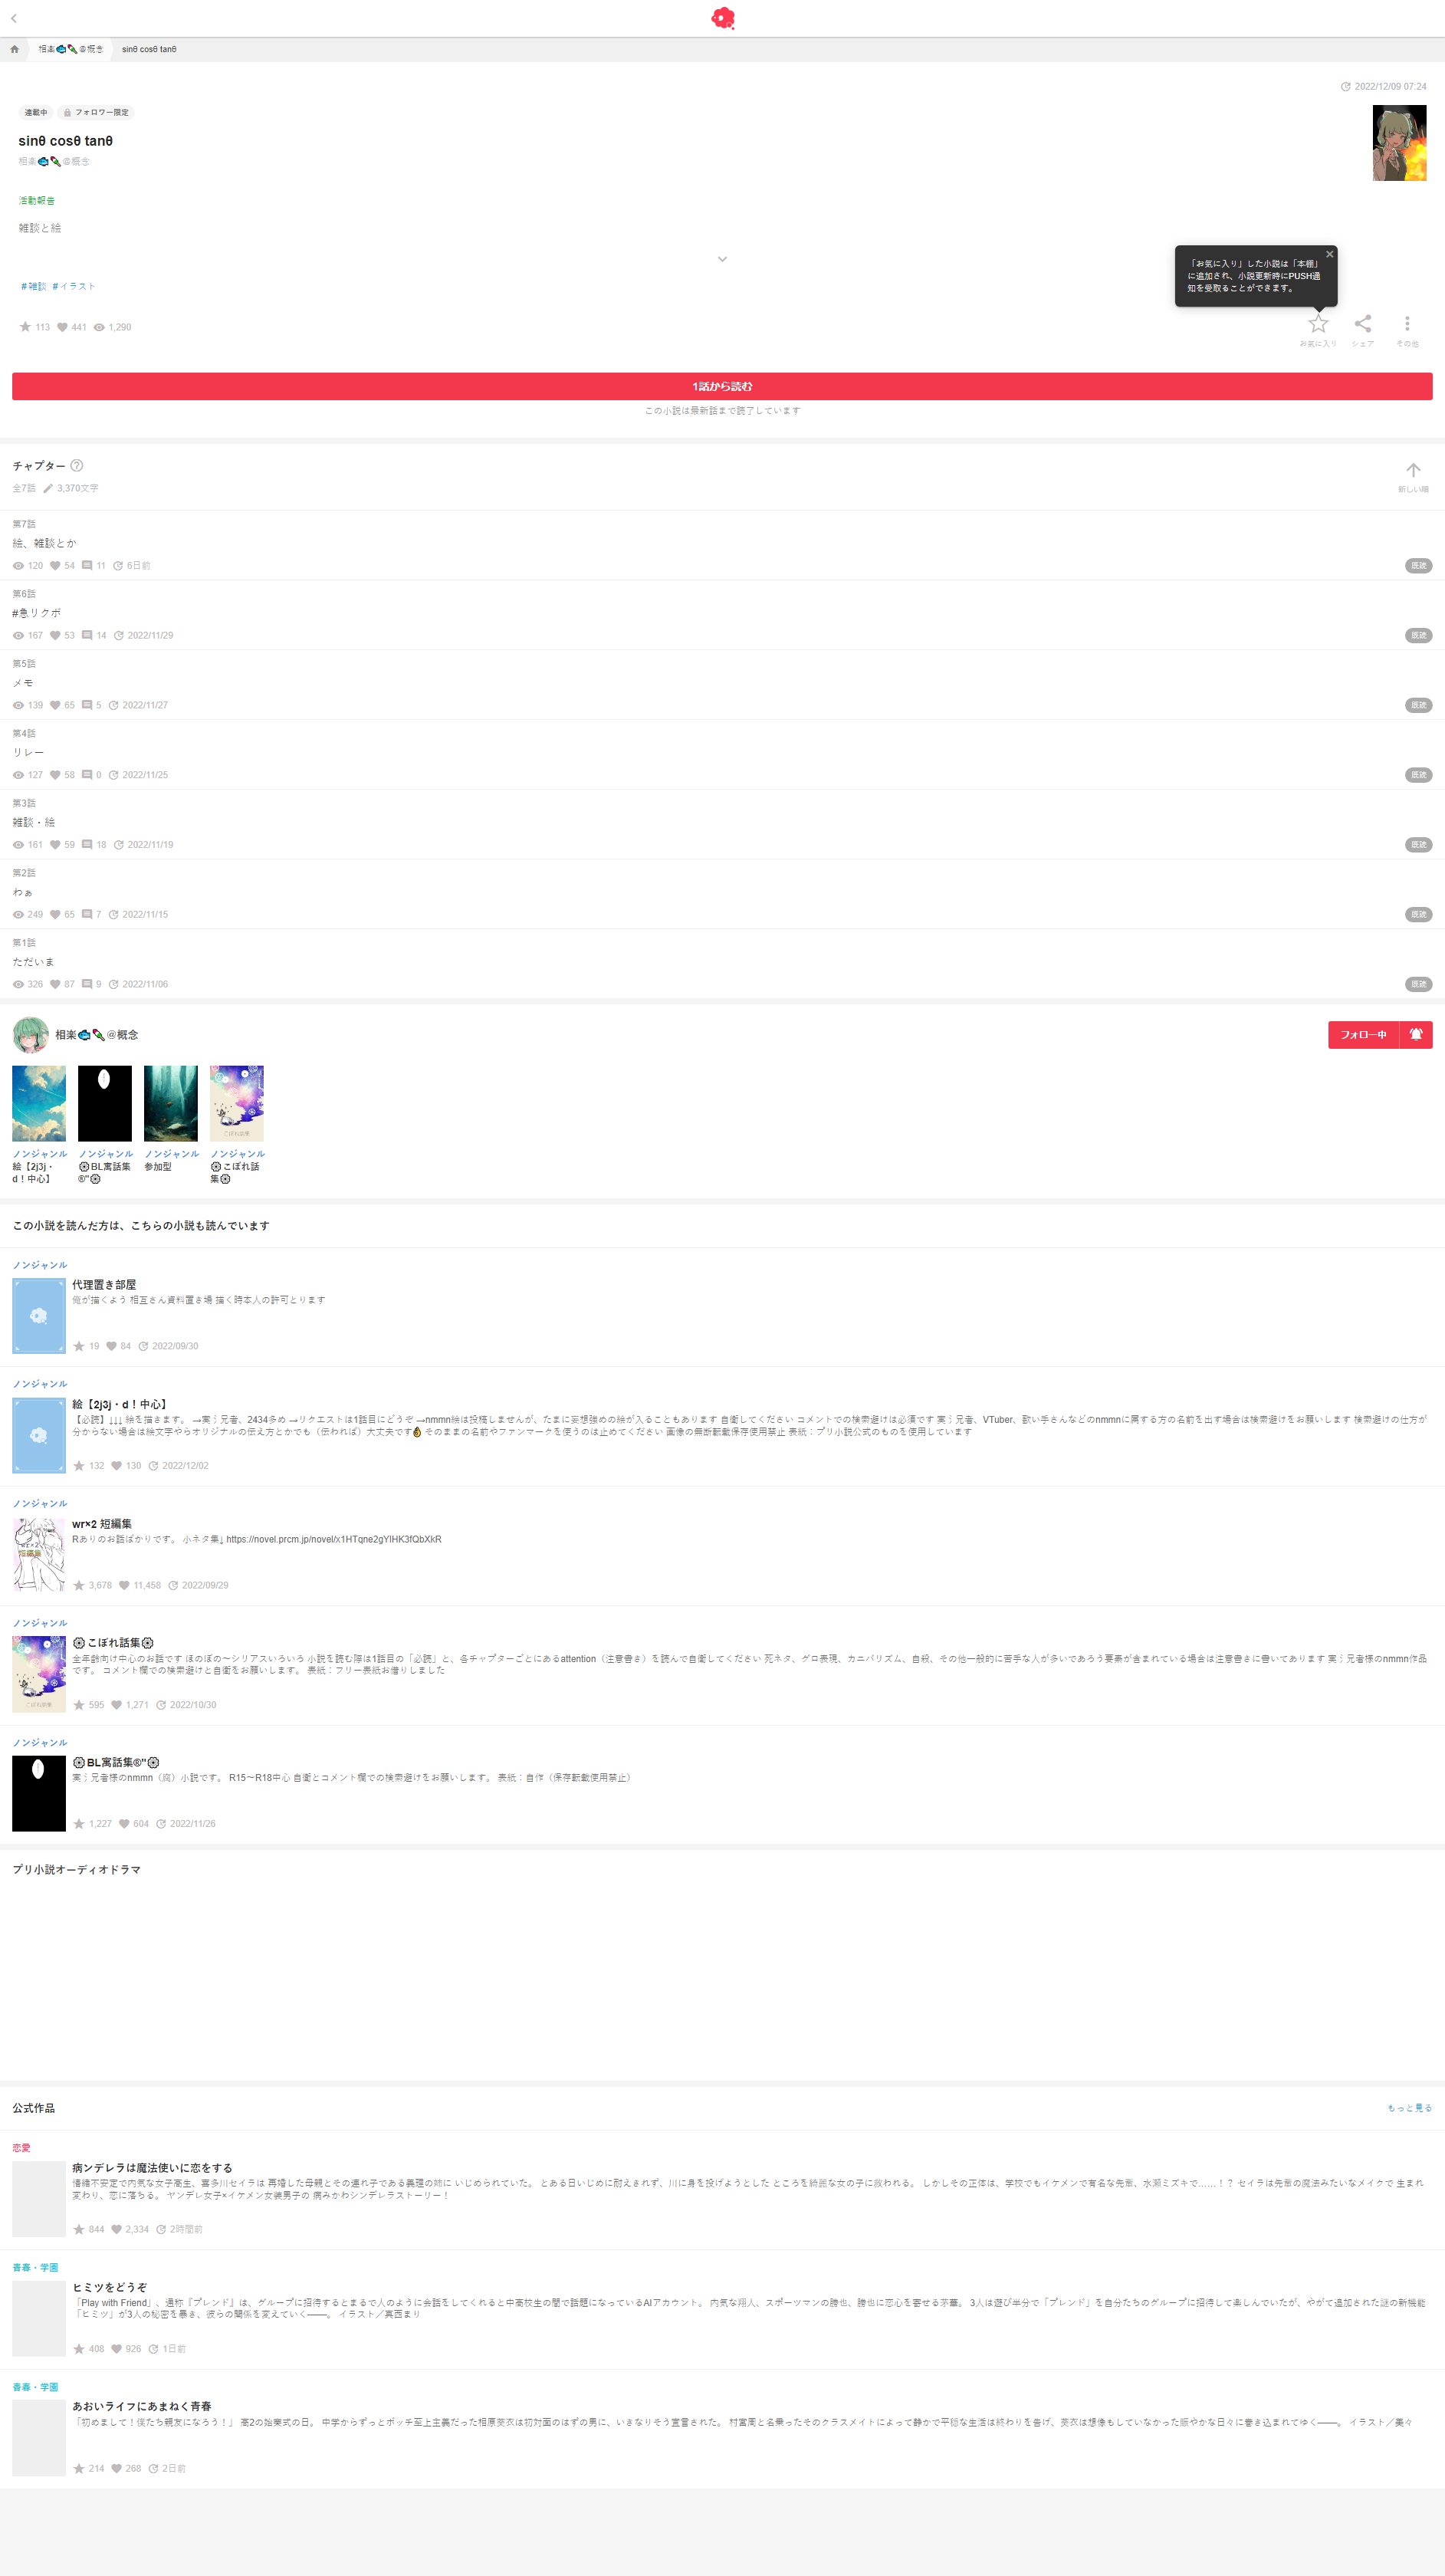 相楽🐟🍾@概念
sinθ cosθ tanθ
2022/12/09 07:24
連載中 フォロワー限定
sinθ cosθ tanθ
相楽🐟🍾@概念
活動報告
雑談と絵
「お気に入り」した小説は「本棚」
に追加され、小説更新時にPUSH通
知を受取ることができます。
#雑談 #イラスト
113 441 1,290
お気に入り シェア その他
1話から読む
この小説は最新話まで読了しています
チャプター
全7話 3,370文字
新しい順
第7話
絵、雑談とか
120 54 11 6日前 既読
第6話
#急リクボ
167 53 14 2022/11/29 既読
第5話
メモ
139 65 5 2022/11/27 既読
第4話
リレー
127 58 0 2022/11/25 既読
第3話
雑談・絵
161 59 18 2022/11/19 既読
第2話
わぁ
249 65 7 2022/11/15 既読
第1話
ただいま
326 87 9 2022/11/06 既読
相楽🐟🍾@概念
フォロー中
こぼれ話集
ノンジャンル ノンジャンル ノンジャンル ノンジャンル
絵【2j3j・d！中心】 🛞BL寓話集®"🛞 参加型 🛞こぼれ話集🛞
この小説を読んだ方は、こちらの小説も読んでいます
ノンジャンル
代理置き部屋
俺が描くよう 相互さん資料置き場 描く時本人の許可とります
19 84 2022/09/30
ノンジャンル
絵【2j3j・d！中心】
【必読】↓↓↓ 絵を描きます。 →実⸾兄者、2434多め →リクエストは1話目にどうぞ →nmmn絵は投稿しませんが、たまに妄想強めの絵が入ることもあります 自衛してください コメントでの検索避けは必須です 実⸾兄者、VTuber、歌い手さんなどのnmmnに属する方の名前を出す場合は検索避けをお願いします 検索避けの仕方が
分からない場合は絵文字やらオリジナルの伝え方とかでも（伝われば）大丈夫です👌 そのままの名前やファンマークを使うのは止めてください 画像の無断転載保存使用禁止 表紙：プリ小説公式のものを使用しています
132 130 2022/12/02
ノンジャンル
wr×2 短編集
Rありのお話ばかりです。 小ネタ集↓ https://novel.prcm.jp/novel/x1HTqne2gYlHK3fQbXkR
wr×2
短編集
3,678 11,458 2022/09/29
ノンジャンル
🛞こぼれ話集🛞
全年齢向け中心のお話です ほのぼの〜シリアスいろいろ 小説を読む際は1話目の「必読」と、各チャプターごとにあるattention（注意書き）を読んで自衛してください 死ネタ、グロ表現、カニバリズム、自殺、その他一般的に苦手な人が多いであろう要素が含まれている場合は注意書きに書いてあります 実⸾兄者様のnmmn作品
です。 コメント欄での検索避けと自衛をお願いします。 表紙：フリー表紙お借りしました
こぼれ話集
595 1,271 2022/10/30
ノンジャンル
🛞BL寓話集®"🛞
実⸾兄者様のnmmn（腐）小説です。 R15〜R18中心 自衛とコメント欄での検索避けをお願いします。 表紙：自作（保存転載使用禁止）
1,227 604 2022/11/26
プリ小説オーディオドラマ
公式作品
もっと見る
恋愛
病ンデレラは魔法使いに恋をする
情緒不安定で内気な女子高生、喜多川セイラは 再婚した母親とその連れ子である義理の姉に いじめられていた。 とある日いじめに耐えきれず、川に身を投げようとした ところを綺麗な女の子に救われる。 しかしその正体は、学校でもイケメンで有名な先輩、水瀬ミズキで……！？ セイラは先輩の魔法みたいなメイクで 生まれ
変わり、恋に落ちる。 ヤンデレ女子×イケメン女装男子の 病みかわシンデレラストーリー！
844 2,334 2時間前
青春・学園
ヒミツをどうぞ
「Play with Friend」、通称『プレンド』は、グループに招待するとまるで人のように会話をしてくれると中高校生の間で話題になっているAIアカウント。 内気な翔人、スポーツマンの勝也、勝也に恋心を寄せる茅華。 3人は遊び半分で「プレンド」を自分たちのグループに招待して楽しんでいたが、やがて追加された謎の新機能
「ヒミツ」が3人の秘密を暴き、彼らの関係を変えていく───。 イラスト／真西まり
408 926 1日前
青春・学園
あおいライフにあまねく青春
「初めまして！僕たち親友になろう！」 高2の始業式の日。 中学からずっとボッチ至上主義だった相原葵衣は初対面のはずの男に、いきなりそう宣言された。 村宮周と名乗ったそのクラスメイトによって静かで平穏な生活は終わりを告げ、葵衣は想像もしていなかった賑やかな日々に巻き込まれてゆく───。 イラスト／美々
214 268 2日前